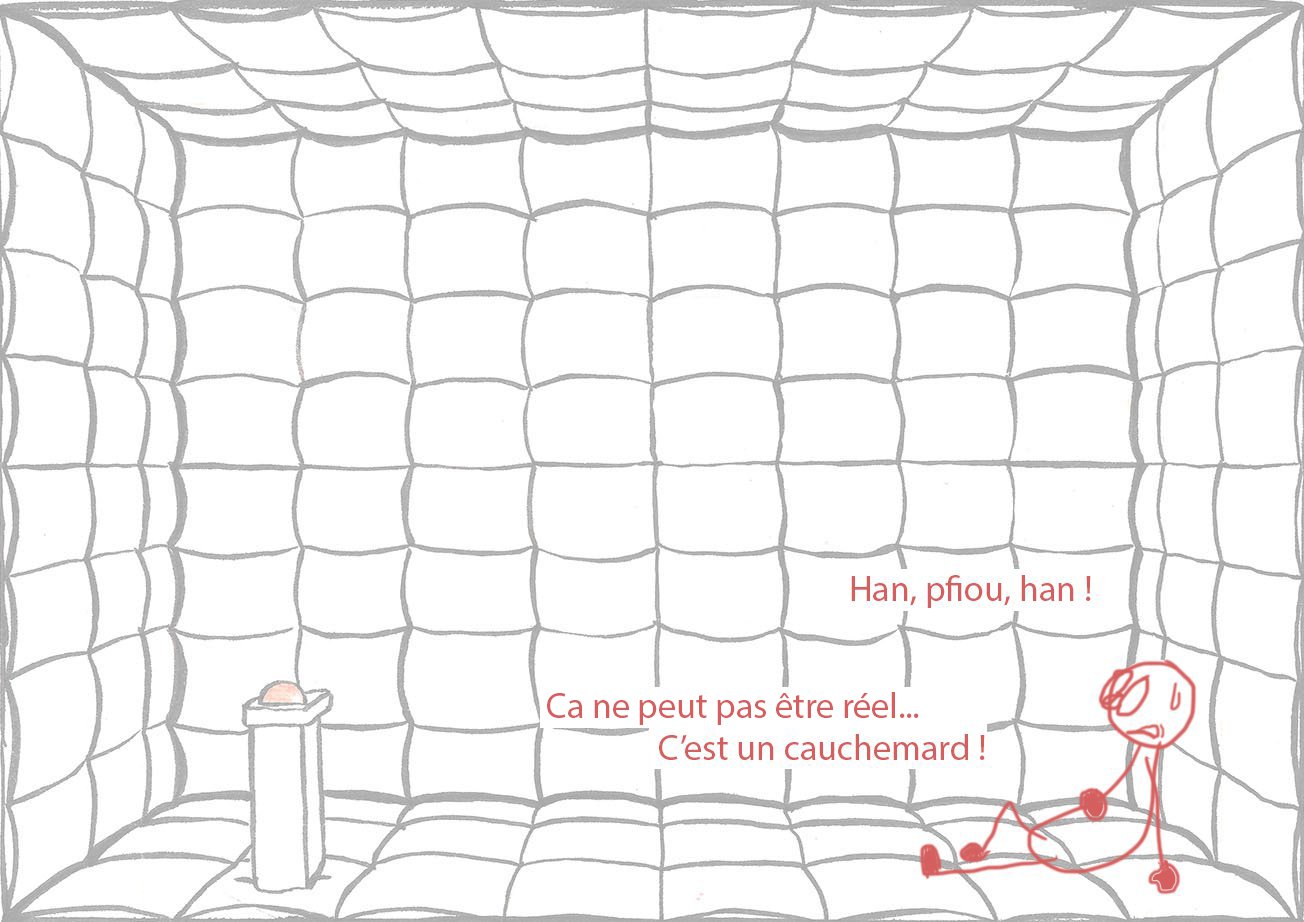 Han, pfiou, han !
Ca ne peut pas être réel...
C'est un cauchemard !